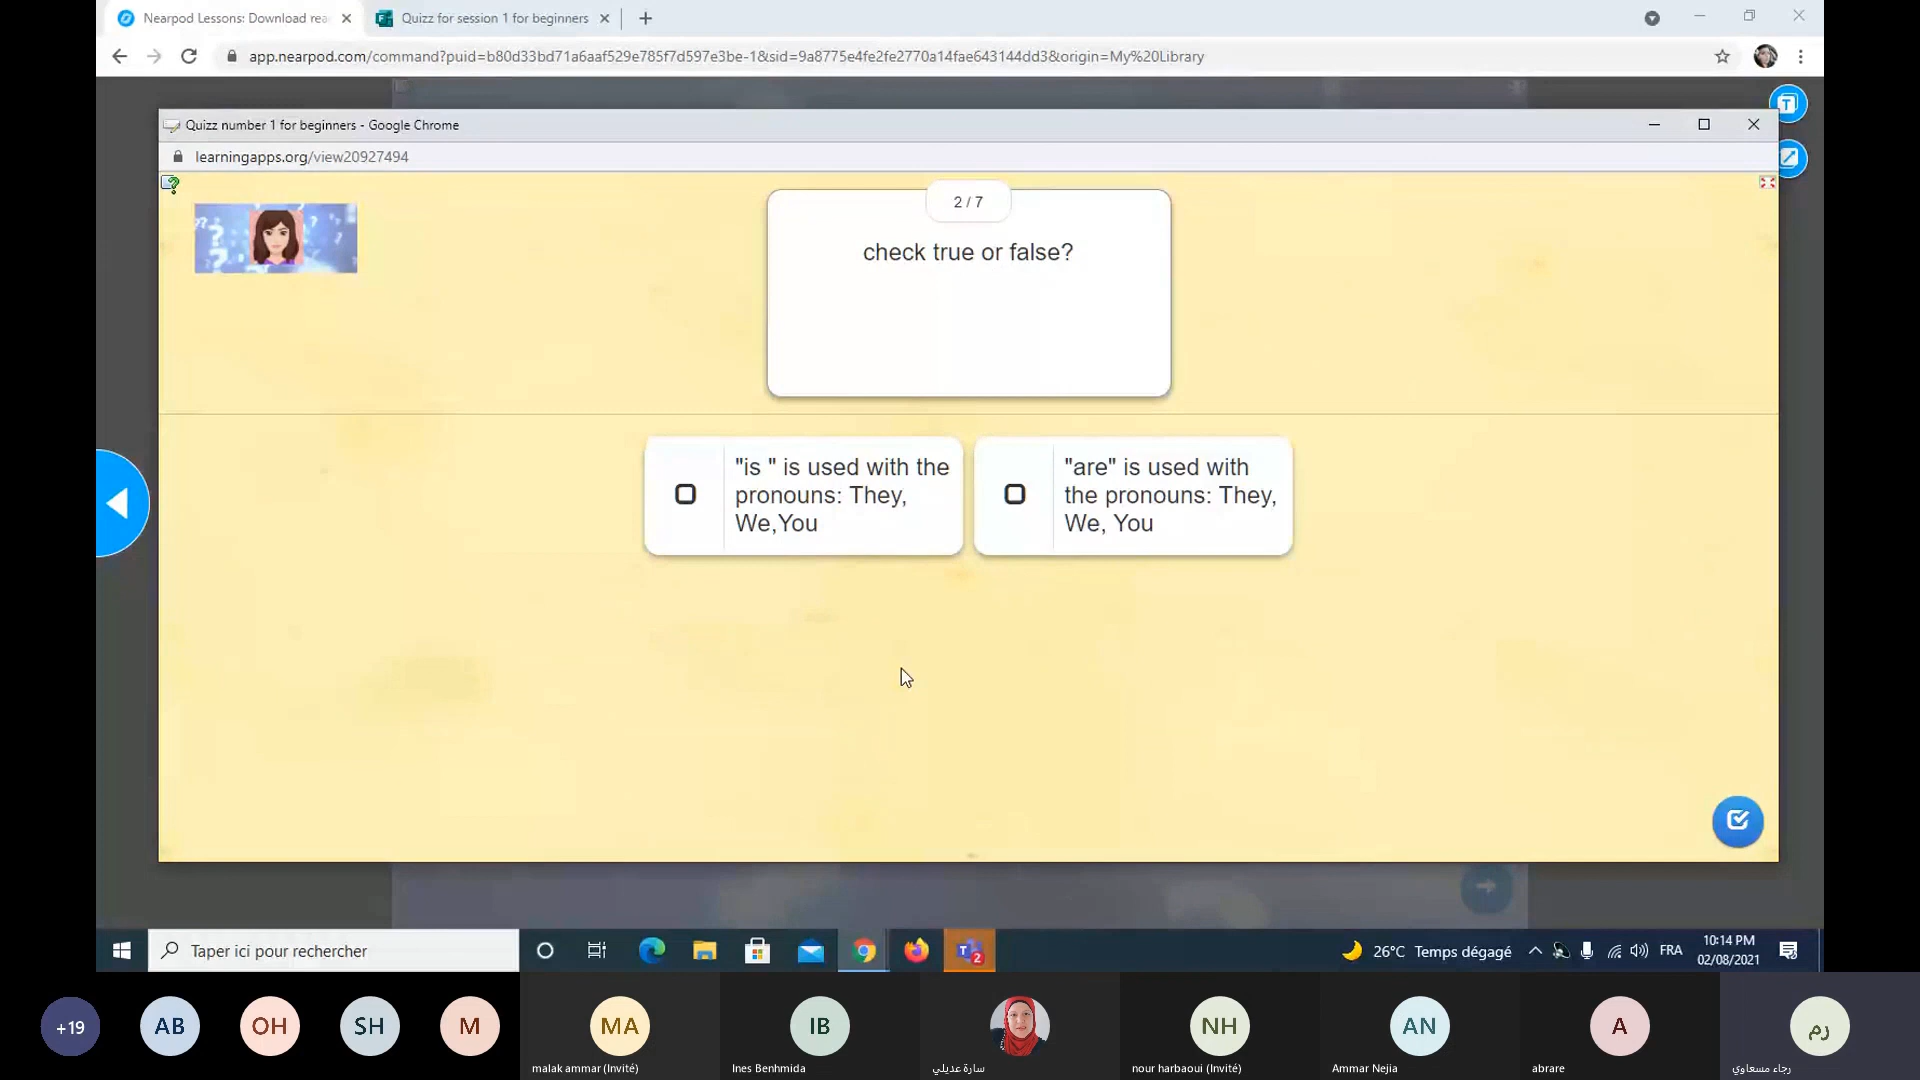 Nearpod Lessons: Download rea
Quizz for session 1 for beginners
app.nearpod.com/command?puid=b80d33bd71a6aaf529e785f7d597e3be-1&sid=9a8775e4fe2fe2770a14fae643144dd3&origin=My%20Library
Quizz number 1 for beginners - Google Chrome
learningapps.org/view20927494
2 / 7
check true or false?
"is " is used with the
pronouns: They,
We,You
"are" is used with
the pronouns: They,
We, You
Taper ici pour rechercher
26°C Temps dégagé
FRA
10:14 PM
02/08/2021
+19
AB
OH
SH
M
MA
IB
NH
AN
A
رم
malak ammar (Invité)
Ines Benhmida
سارة عديلي
nour harbaoui (Invité)
Ammar Nejia
abrare
رجاء مسعاوي